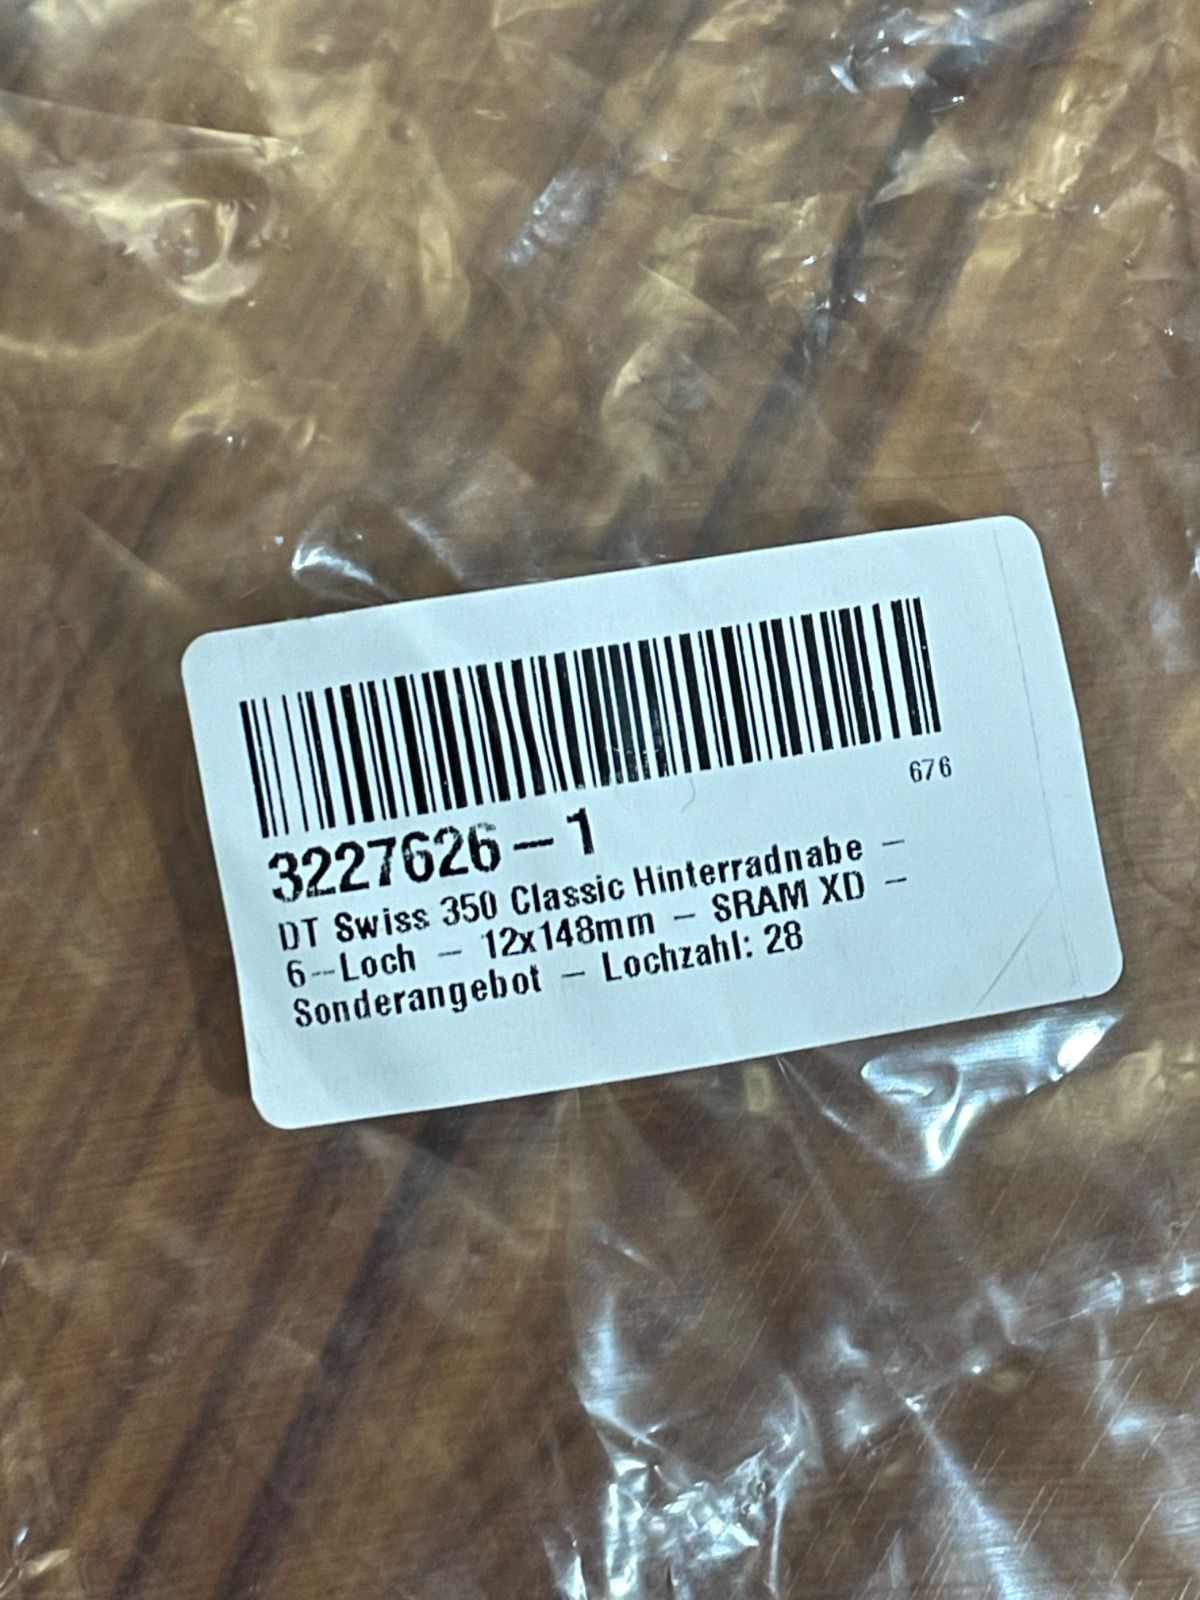 676
3227626-1
DT Swiss 350 Classic Hinterradnabe -
6-Loch - 12x148mm - SRAM XD -
Sonderangebot - Lochzahl: 28